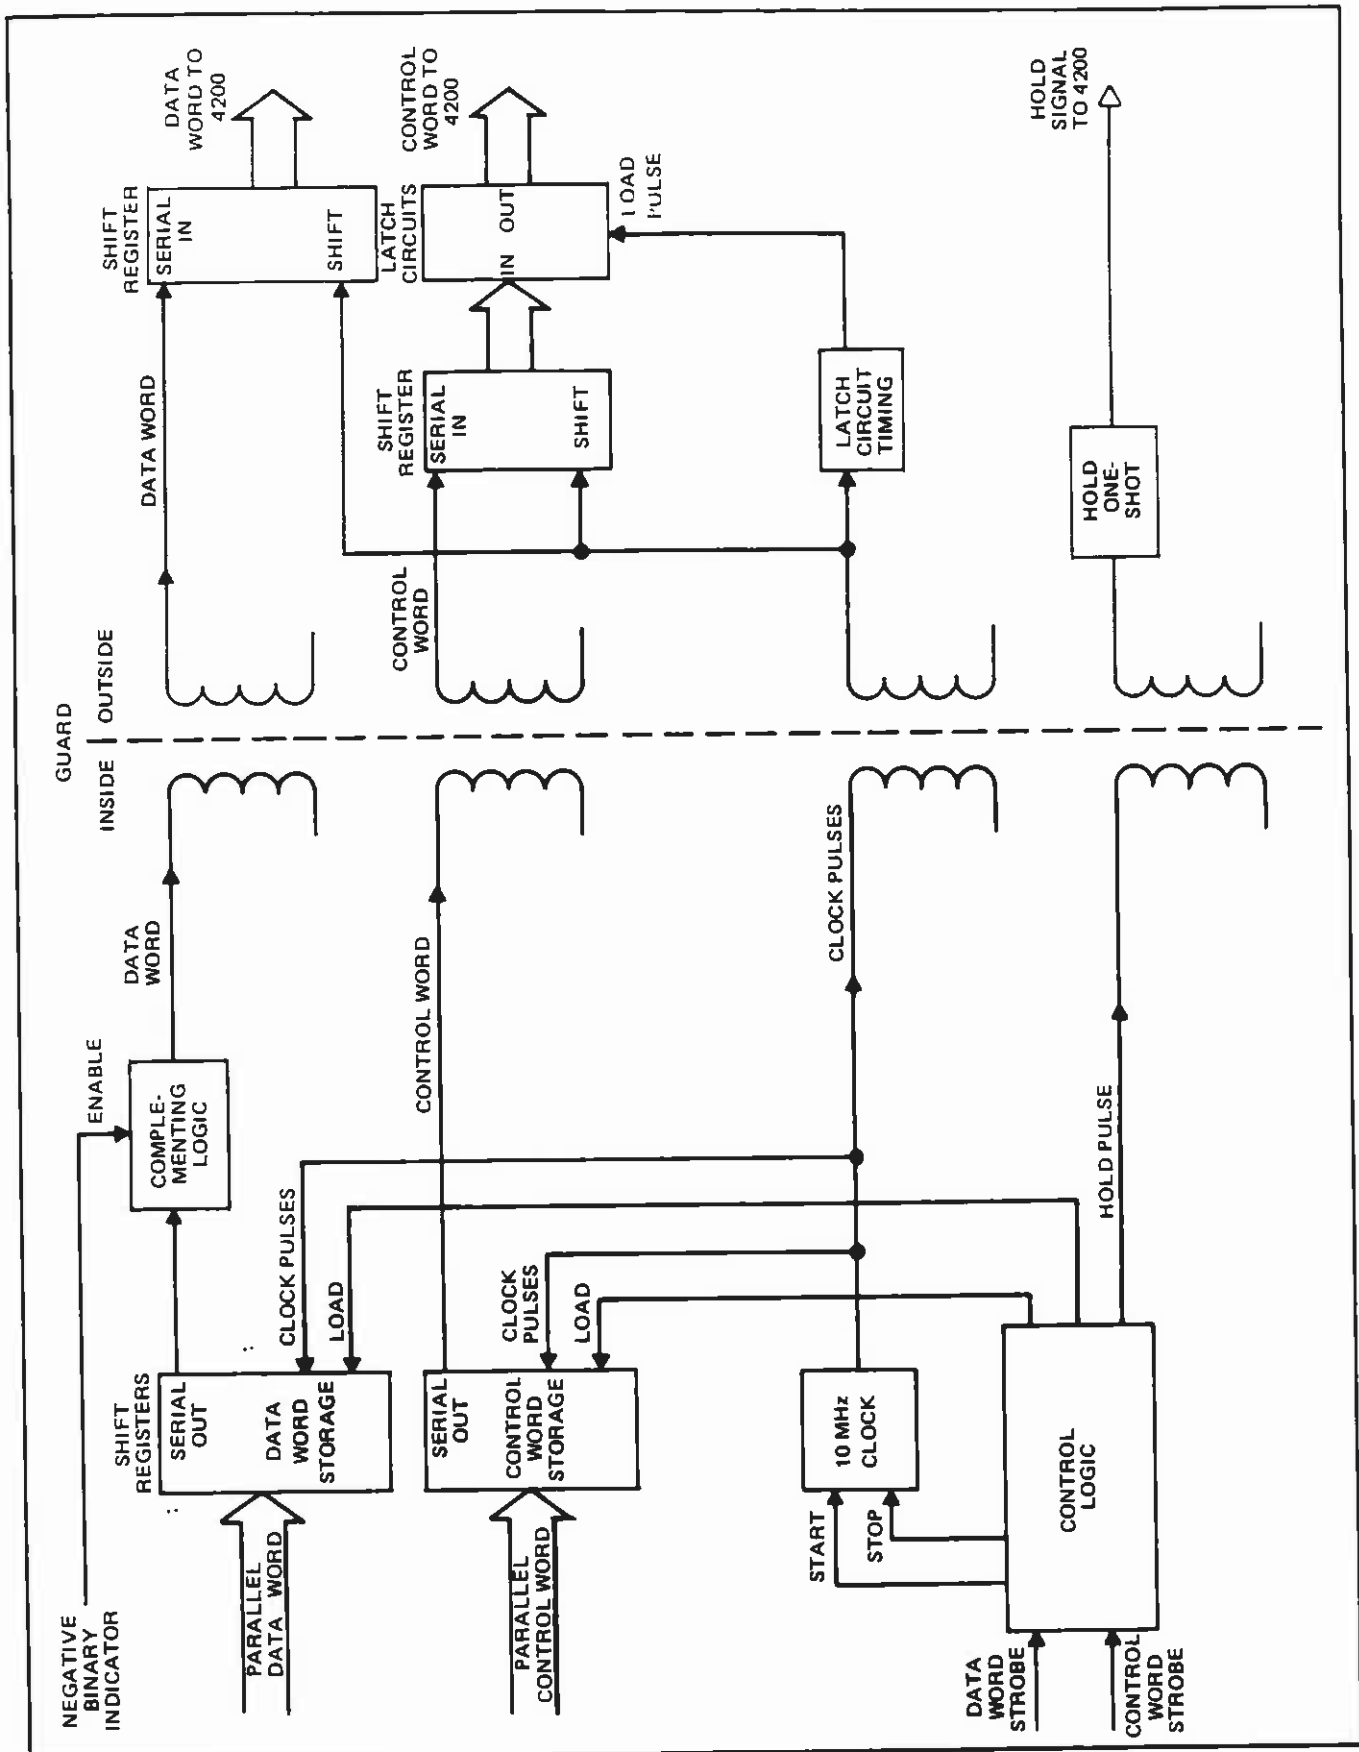 NEGATIVE
BINARY
INDICATOR
ENABLE
GUARD
INSIDE
OUTSIDE
SHIFT
REGISTERS
SERIAL
OUT
DATA
WORD
STORAGE
PARALLEL
DATA WORD
COMPLE-
MENTING
LOGIC
DATA
WORD
DATA WORD
SHIFT
REGISTER
SERIAL
IN
SHIFT
DATA
WORD TO
4200
CLOCK PULSES
LOAD
PARALLEL
CONTROL WORD
SERIAL
OUT
CONTROL
WORD
STORAGE
CLOCK
PULSES
LOAD
CONTROL WORD
CONTROL
WORD
SHIFT
REGISTER
SERIAL
IN
SHIFT
LATCH
CIRCUITS
IN OUT
CONTROL
WORD TO
4200
LOAD
PULSE
START
STOP
10 MHz
CLOCK
CLOCK PULSES
LATCH
CIRCUIT
TIMING
DATA
WORD
STROBE
CONTROL
WORD
STROBE
CONTROL
LOGIC
HOLD PULSE
HOLD
ONE-
SHOT
HOLD
SIGNAL
TO 4200